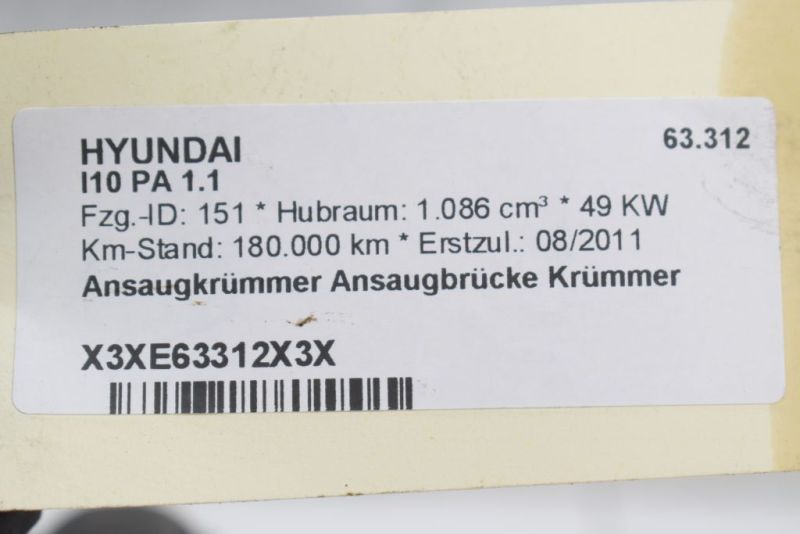 HYUNDAI 63.312
I10 PA 1.1
Fzg.-ID: 151 * Hubraum: 1.086 cm³ * 49 KW
Km-Stand: 180.000 km * Erstzul.: 08/2011
Ansaugkrümmer Ansaugbrücke Krümmer
X3XE63312X3X